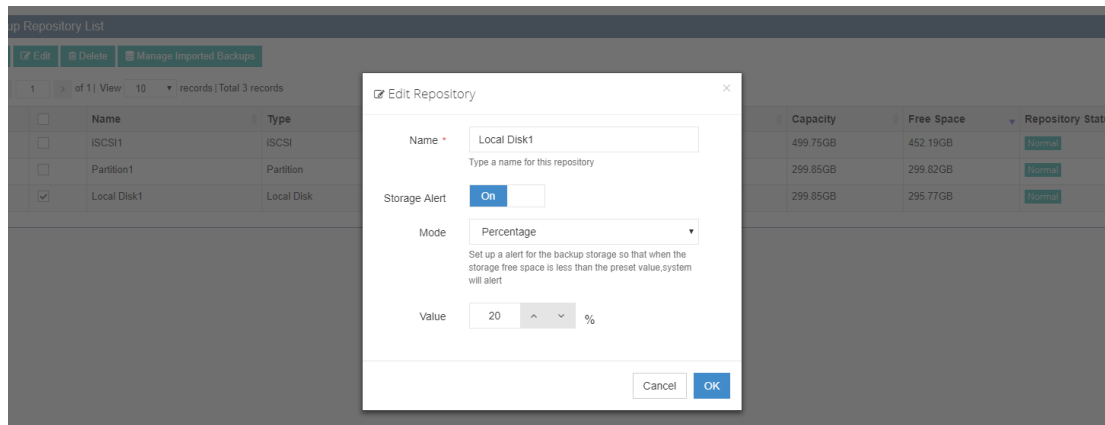 up Repository List
Edit Delete Manage Imported Backups
1 > of 1 | View 10 records | Total 3 records
Name Type Capacity Free Space Repository Stat
iSCSI1 iSCSI 499.75GB 452.19GB Normal
Partition1 Partition 299.85GB 299.82GB Normal
Local Disk1 Local Disk 299.85GB 295.77GB Normal
Edit Repository ×
Name * Local Disk1
Type a name for this repository
Storage Alert On
Mode Percentage
Set up a alert for the backup storage so that when the
storage free space is less than the preset value,system
will alert
Value 20 %
Cancel OK